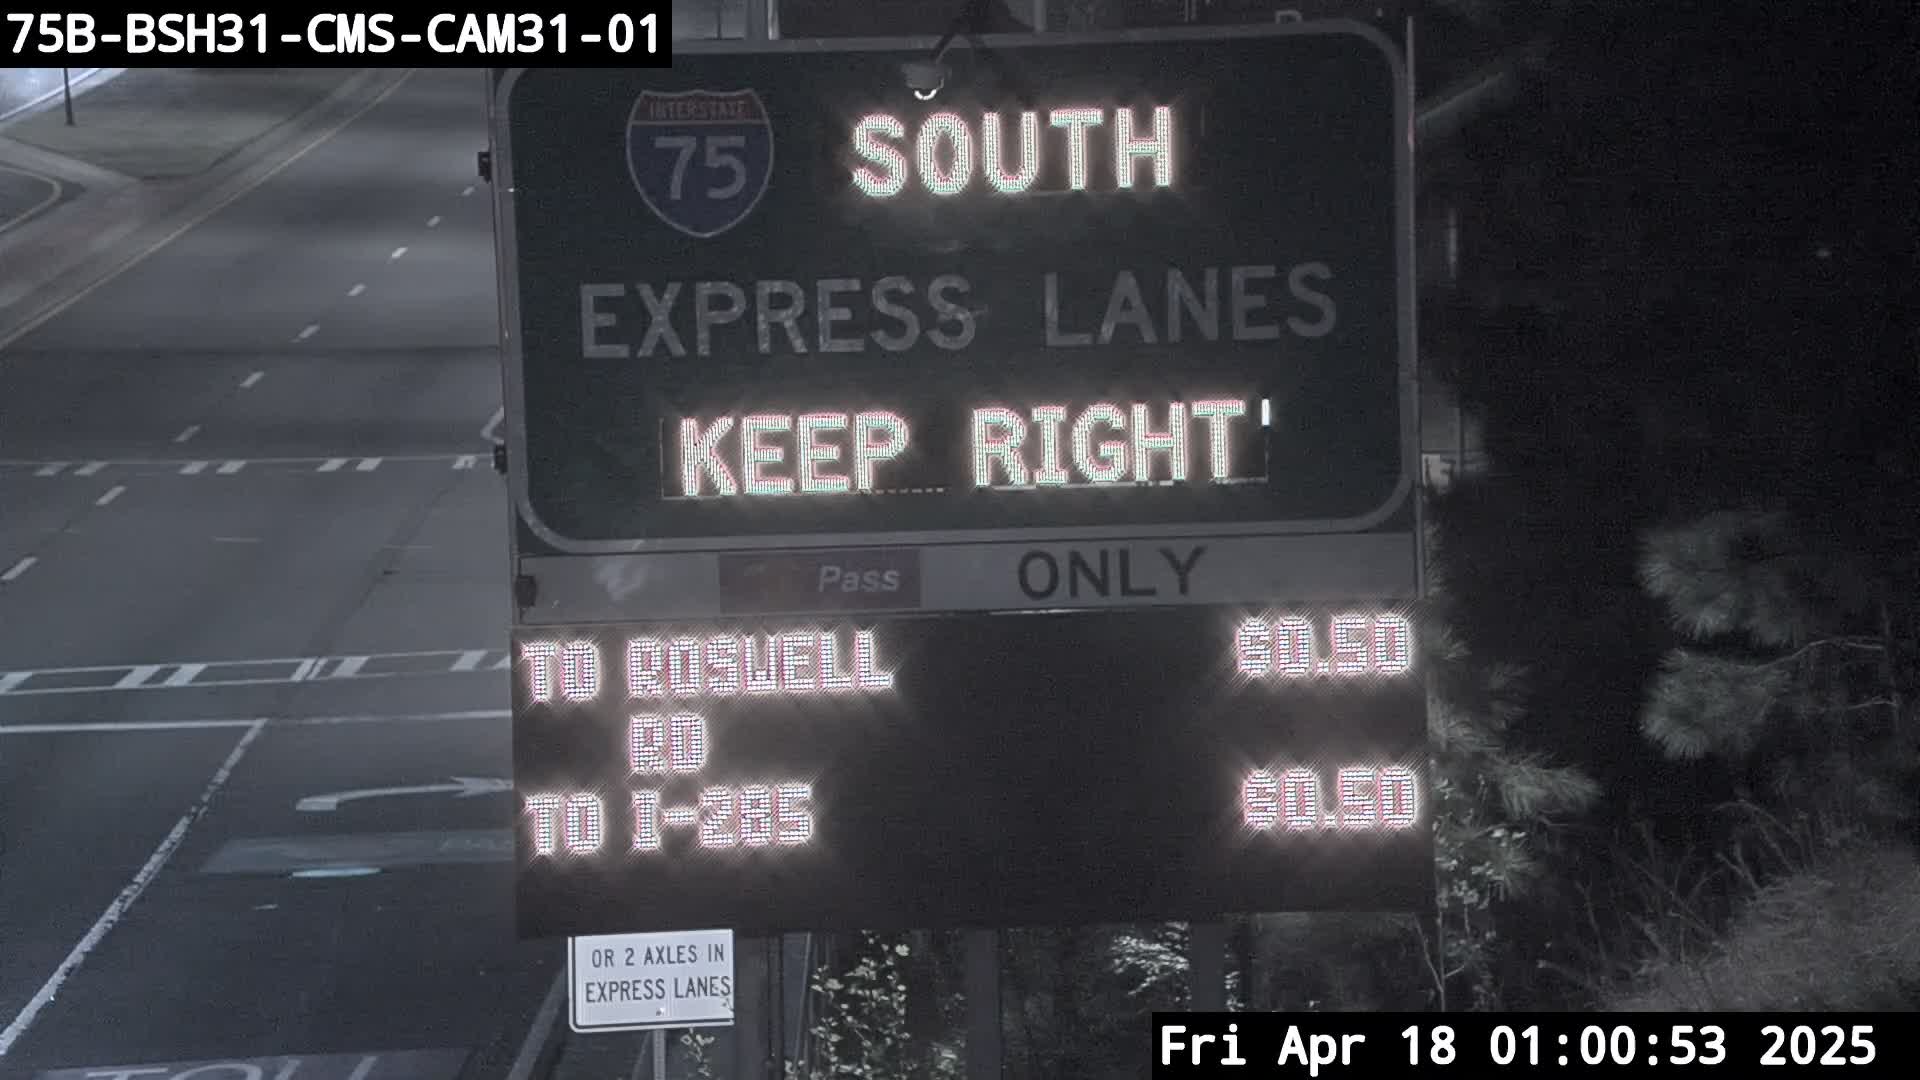 75B-BSH31-CMS-CAM31-01
INTERSTATE
75
SOUTH
EXPRESS LANES
KEEP RIGHT
Pass ONLY
TO ROSWELL $0.50
RD
TO I-285 $0.50
OR 2 AXLES IN
EXPRESS LANES
TOLL
Fri Apr 18 01:00:53 2025